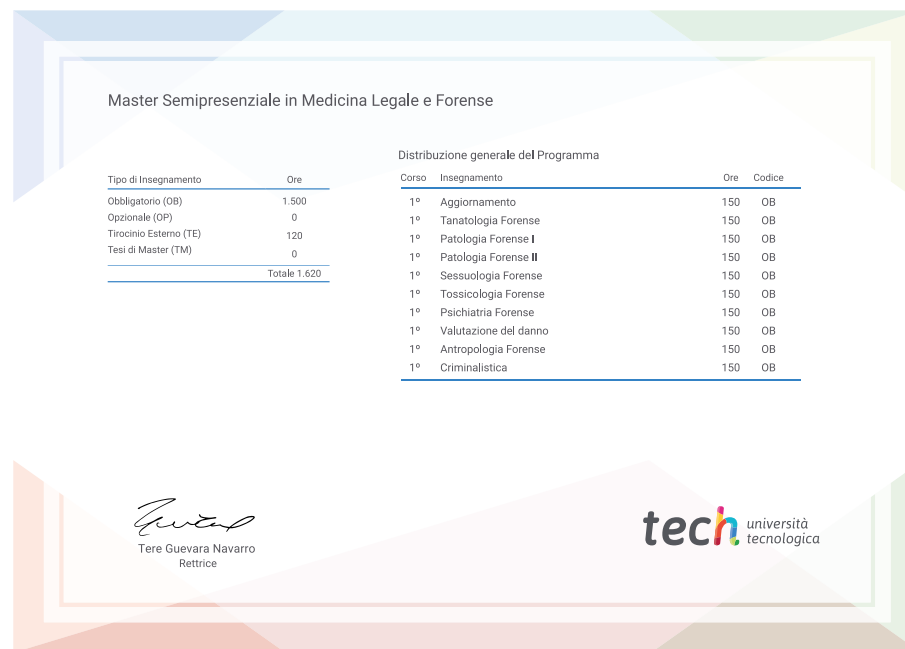 Master Semipresenziale in Medicina Legale e Forense
Tipo di Insegnamento Ore
Obbligatorio (OB) 1.500
Opzionale (OP) 0
Tirocinio Esterno (TE) 120
Tesi di Master (TM) 0
Totale 1.620
Distribuzione generale del Programma
Corso Insegnamento Ore Codice
1º Aggiornamento 150 OB
1º Tanatologia Forense 150 OB
1º Patologia Forense I 150 OB
1º Patologia Forense II 150 OB
1º Sessuologia Forense 150 OB
1º Tossicologia Forense 150 OB
1º Psichiatria Forense 150 OB
1º Valutazione del danno 150 OB
1º Antropologia Forense 150 OB
1º Criminalistica 150 OB
Tere Guevara Navarro
Rettrice
tech università
tecnologica